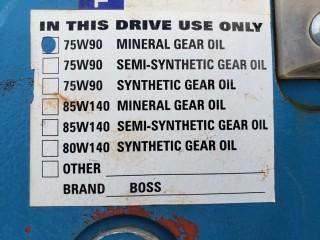 IN THIS DRIVE USE ONLY
75W90 MINERAL GEAR OIL
75W90 SEMI-SYNTHETIC GEAR OIL
75W90 SYNTHETIC GEAR OIL
85W140 MINERAL GEAR OIL
85W140 SEMI-SYNTHETIC GEAR OIL
80W140 SYNTHETIC GEAR OIL
OTHER
BRAND BOSS